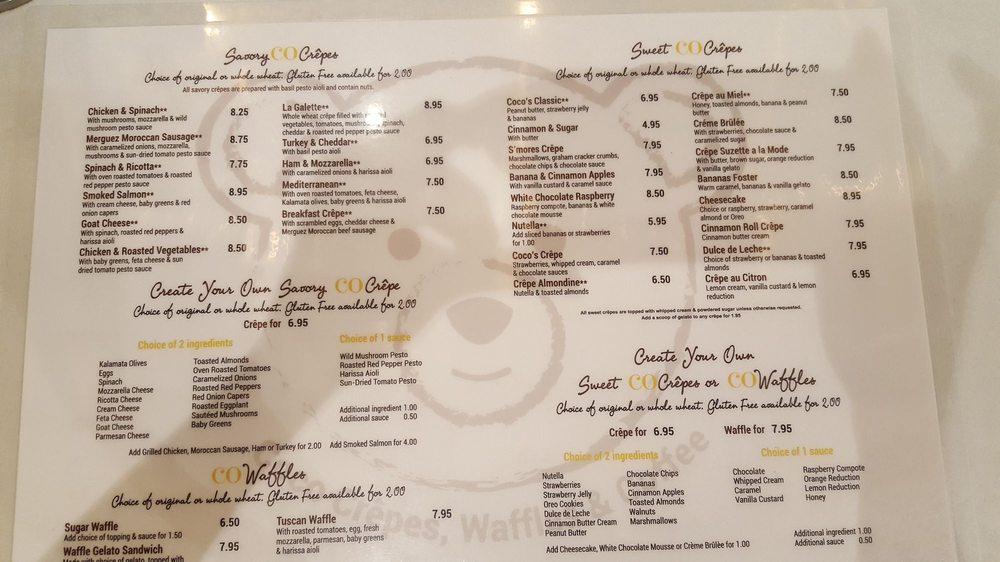 Savory CO Crêpes
Choice of original or whole wheat. Gluten Free available for 2.00
All savory crêpes are prepared with basil pesto aioli and contain nuts.
Chicken & Spinach** 8.25
With mushrooms, mozzarella & wild
mushroom pesto sauce
Merguez Moroccan Sausage** 8.75
With caramelized onions, mozzarella,
mushrooms & sun-dried tomato pesto sauce
Spinach & Ricotta** 7.75
With oven roasted tomatoes & roasted
red pepper pesto sauce
Smoked Salmon** 8.95
With cream cheese, baby greens & red
onion capers
Goat Cheese** 8.50
With spinach, roasted red peppers &
harissa aioli
Chicken & Roasted Vegetables** 8.50
With baby greens, feta cheese & sun
dried tomato pesto sauce
La Galette** 8.95
Whole wheat crêpe filled with
vegetables, tomatoes, mushrooms, spinach,
cheddar & roasted red pepper pesto sauce
Turkey & Cheddar** 6.95
With basil pesto aioli
Ham & Mozzarella** 6.95
With caramelized onions & harissa aioli
Mediterranean** 7.50
With oven roasted tomatoes, feta cheese,
Kalamata olives, baby greens & harissa aioli
Breakfast Crêpe** 7.50
With scrambled eggs, cheddar cheese &
Merguez Moroccan beef sausage
Create Your Own Savory CO Crêpe
Choice of original or whole wheat. Gluten Free available for 2.00
Crêpe for 6.95
Choice of 2 ingredients
Kalamata Olives
Eggs
Spinach
Mozzarella Cheese
Ricotta Cheese
Cream Cheese
Feta Cheese
Goat Cheese
Parmesan Cheese
Toasted Almonds
Oven Roasted Tomatoes
Caramelized Onions
Roasted Red Peppers
Red Onion Capers
Roasted Eggplant
Sautéed Mushrooms
Baby Greens
Choice of 1 sauce
Wild Mushroom Pesto
Roasted Red Pepper Pesto
Harissa Aioli
Sun-Dried Tomato Pesto
Additional ingredient 1.00
Additional sauce 0.50
Add Grilled Chicken, Moroccan Sausage, Ham or Turkey for 2.00 Add Smoked Salmon for 4.00
CO Waffles
Choice of original or whole wheat. Gluten Free available for 2.00
Sugar Waffle 6.50
Add choice of topping & sauce for 1.50
Waffle Gelato Sandwich 7.95
Made with choice of gelato, topped with
Tuscan Waffle 7.95
With roasted tomatoes, egg, fresh
mozzarella, parmesan, baby greens
& harissa aioli
Sweet CO Crêpes
Choice of original or whole wheat. Gluten Free available for 2.00
Coco's Classic** 6.95
Peanut butter, strawberry jelly
& bananas
Cinnamon & Sugar 4.95
With butter
S'mores Crêpe 7.95
Marshmallows, graham cracker crumbs,
chocolate chips & chocolate sauce
Banana & Cinnamon Apples 7.95
With vanilla custard & caramel sauce
White Chocolate Raspberry 8.50
Raspberry compote, bananas & white
chocolate mousse
Nutella** 5.95
Add sliced bananas or strawberries
for 1.00
Coco's Crêpe 7.50
Strawberries, whipped cream, caramel
& chocolate sauces
Crêpe Almondine** 6.50
Nutella & toasted almonds
Crêpe au Miel** 7.50
Honey, toasted almonds, banana & peanut
butter
Créme Brûlée 8.50
With strawberries, chocolate sauce &
caramelized sugar
Crêpe Suzette a la Mode 7.95
With butter, brown sugar, orange reduction
& vanilla gelato
Bananas Foster 8.50
Warm caramel, bananas & vanilla gelato
Cheesecake 8.95
Choice or raspberry, strawberry, caramel
almond or Oreo
Cinnamon Roll Crêpe 7.95
Cinnamon butter cream
Dulce de Leche** 7.95
Choice of strawberry or bananas & toasted
almonds
Crêpe au Citron 6.95
Lemon cream, vanilla custard & lemon
reduction
All sweet crêpes are topped with whipped cream & powdered sugar unless otherwise requested.
Add a scoop of gelato to any crêpe for 1.95
Create Your Own
Sweet CO Crêpes or CO Waffles
Choice of original or whole wheat. Gluten Free available for 2.00
Crêpe for 6.95 Waffle for 7.95
Choice of 2 ingredients
Nutella
Strawberries
Strawberry Jelly
Oreo Cookies
Dulce de Leche
Cinnamon Butter Cream
Peanut Butter
Chocolate Chips
Bananas
Cinnamon Apples
Toasted Almonds
Walnuts
Marshmallows
Choice of 1 sauce
Chocolate
Whipped Cream
Caramel
Vanilla Custard
Raspberry Compote
Orange Reduction
Lemon Reduction
Honey
Additional ingredient 1.00
Additional sauce 0.50
Add Cheesecake, White Chocolate Mousse or Crème Brûlèe for 1.00